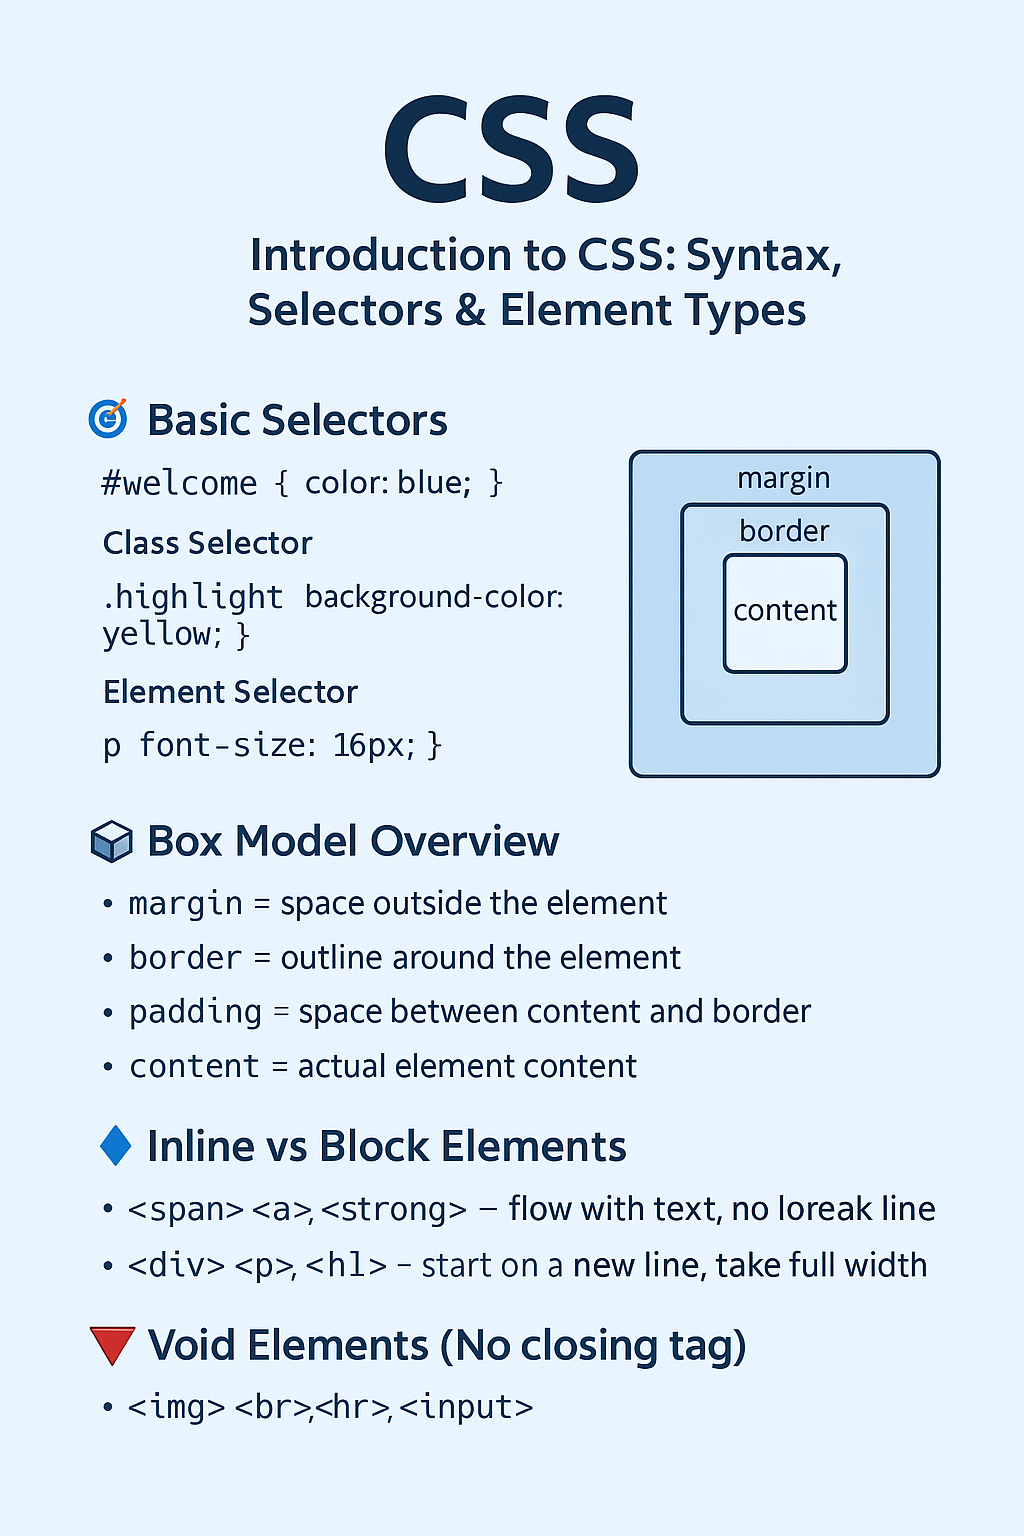 CSS
Introduction to CSS: Syntax,
Selectors & Element Types
Basic Selectors
#welcome { color: blue; }
Class Selector
.highlight background-color:
yellow; }
Element Selector
p font-size: 16px; }
margin
border
content
Box Model Overview
• margin = space outside the element
• border = outline around the element
• padding = space between content and border
• content = actual element content
Inline vs Block Elements
• <span> <a>, <strong> – flow with text, no loreak line
• <div> <p>, <hl> – start on a new line, take full width
Void Elements (No closing tag)
• <img> <br>,<hr>, <input>